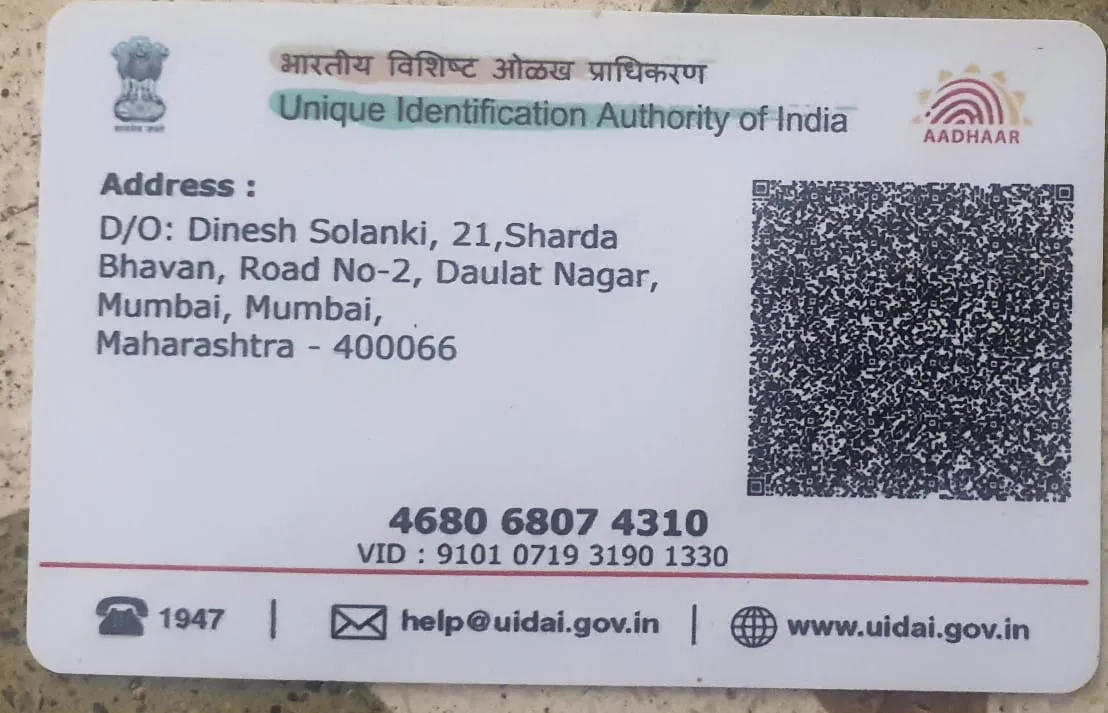 भारतीय विशिष्ट ओळख प्राधिकरण
Unique Identification Authority of India
AADHAAR
Address :
D/O: Dinesh Solanki, 21,Sharda
Bhavan, Road No-2, Daulat Nagar,
Mumbai, Mumbai,
Maharashtra - 400066
4680 6807 4310
VID : 9101 0719 3190 1330
1947 | help@uidai.gov.in | www.uidai.gov.in